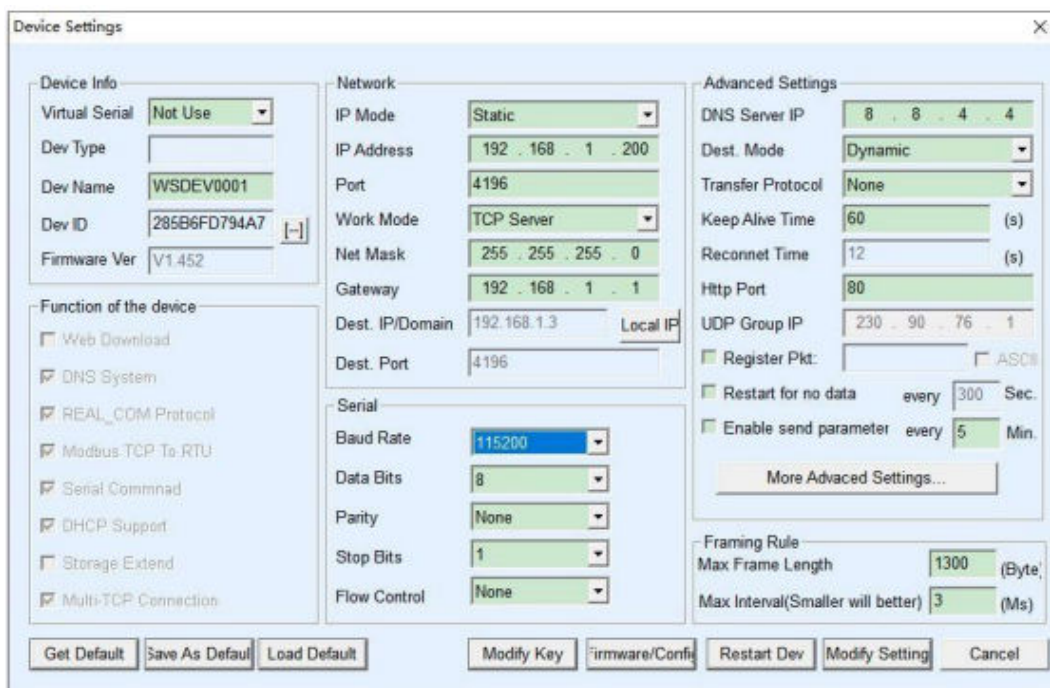 Device Settings
Device Info
Virtual Serial Not Use
Dev Type
Dev Name WSDEV0001
Dev ID 285B6FD794A7 [--]
Firmware Ver V1.452
Function of the device
Web Download
DNS System
REAL_COM Protocol
Modbus TCP To RTU
Serial Commnad
DHCP Support
Storage Extend
Multi-TCP Connection
Network
IP Mode Static
IP Address 192 . 168 . 1 . 200
Port 4196
Work Mode TCP Server
Net Mask 255 . 255 . 255 . 0
Gateway 192 . 168 . 1 . 1
Dest. IP/Domain 192.168.1.3 Local IP
Dest. Port 4196
Serial
Baud Rate 115200
Data Bits 8
Parity None
Stop Bits 1
Flow Control None
Advanced Settings
DNS Server IP 8 . 8 . 4 . 4
Dest. Mode Dynamic
Transfer Protocol None
Keep Alive Time 60 (s)
Reconnet Time 12 (s)
Http Port 80
UDP Group IP 230 . 90 . 76 . 1
Register Pkt: ASCII
Restart for no data every 300 Sec.
Enable send parameter every 5 Min.
More Advaced Settings...
Framing Rule
Max Frame Length 1300 (Byte
Max Interval(Smaller will better) 3 (Ms)
Get Default Save As Defaul Load Default Modify Key Firmware/Config Restart Dev Modify Setting Cancel